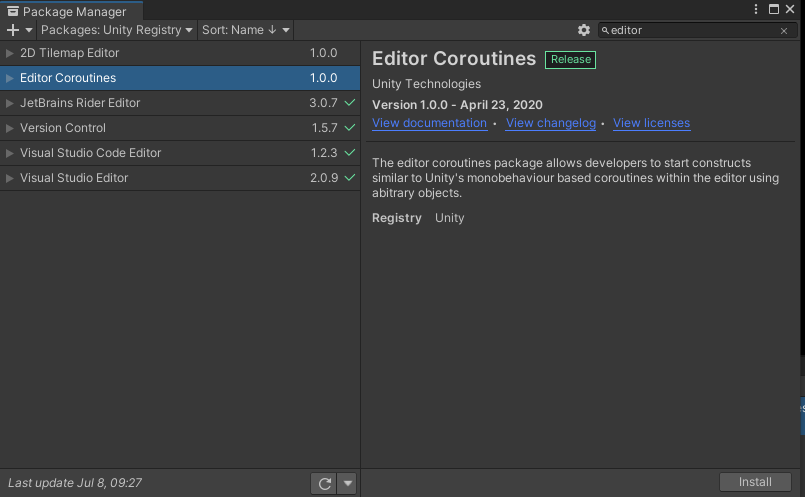 Package Manager
Packages: Unity Registry
Sort: Name ↓
editor
2D Tilemap Editor 1.0.0
Editor Coroutines 1.0.0
JetBrains Rider Editor 3.0.7
Version Control 1.5.7
Visual Studio Code Editor 1.2.3
Visual Studio Editor 2.0.9
Editor Coroutines Release
Unity Technologies
Version 1.0.0 - April 23, 2020
View documentation • View changelog • View licenses
The editor coroutines package allows developers to start constructs
similar to Unity's monobehaviour based coroutines within the editor using
abitrary objects.
Registry Unity
Last update Jul 8, 09:27
Install